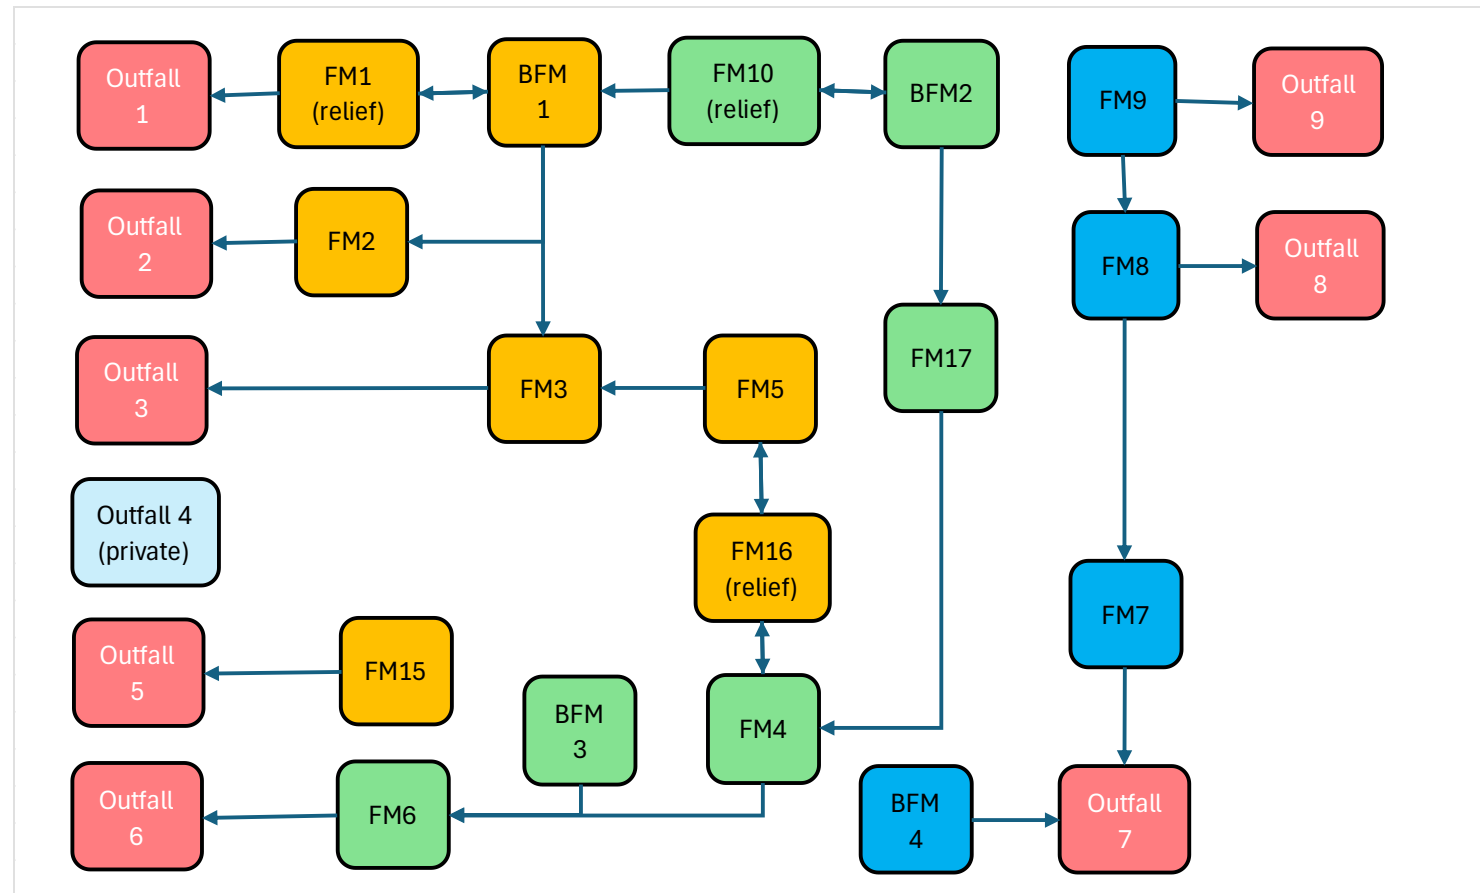 Outfall
1
FM1
(relief)
BFM
1
FM10
(relief)
BFM2
FM9
Outfall
9
Outfall
2
FM2
FM8
Outfall
8
Outfall
3
FM3
FM5
FM17
Outfall 4
(private)
FM16
(relief)
FM7
Outfall
5
FM15
BFM
3
FM4
Outfall
6
FM6
BFM
4
Outfall
7